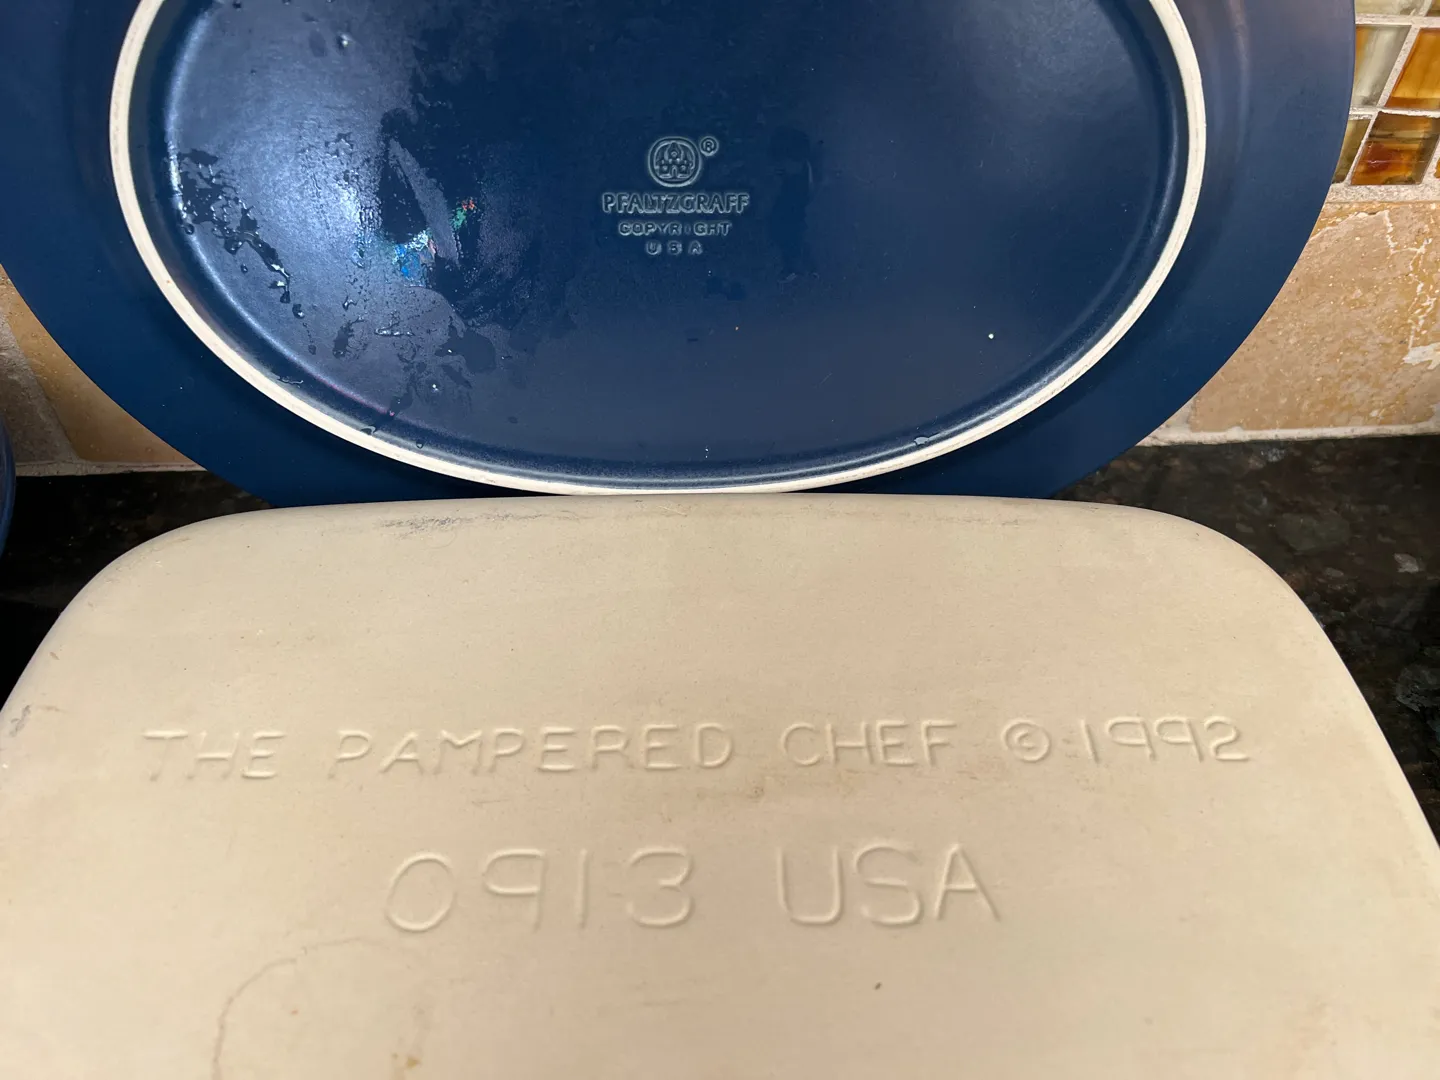 ®
PFALTZGRAFF
COPYRIGHT
USA
THE PAMPERED CHEF © 1992
0913 USA